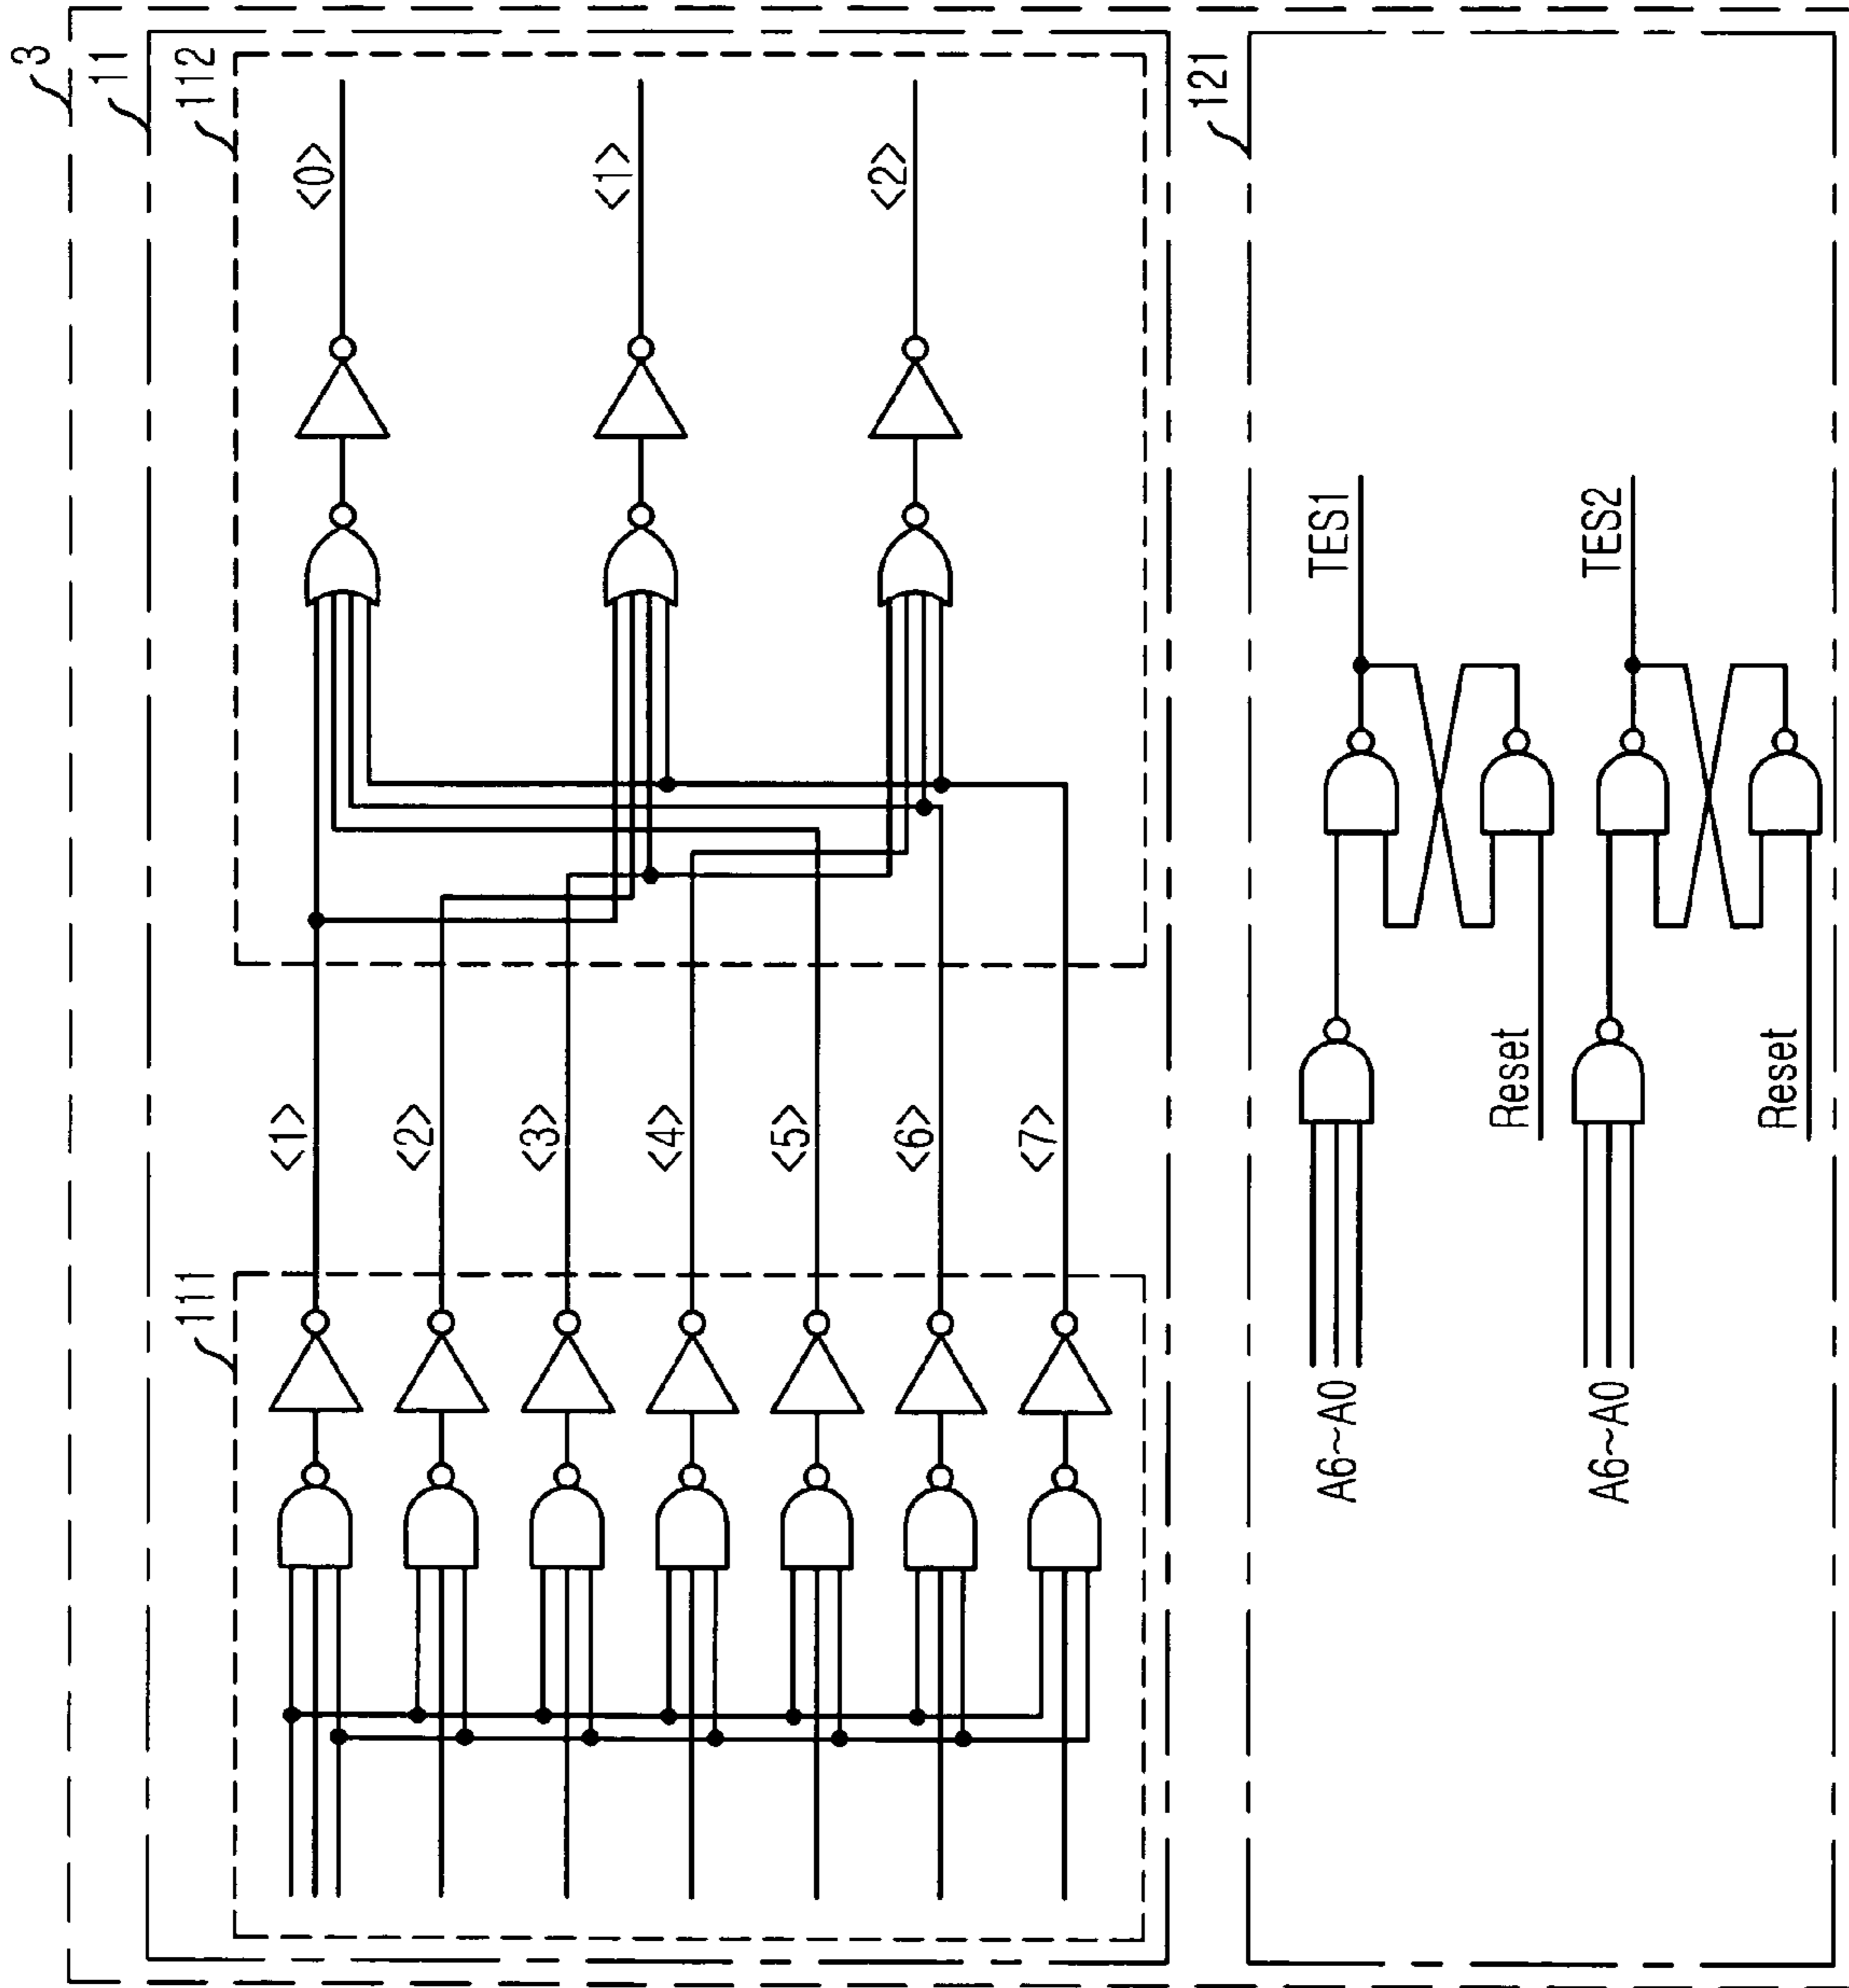 3
11
112
<0>
<1>
<2>
111
<1>
<2>
<3>
<4>
<5>
<6>
<7>
121
TES1
TES2
A6~A0
Reset
A6~A0
Reset